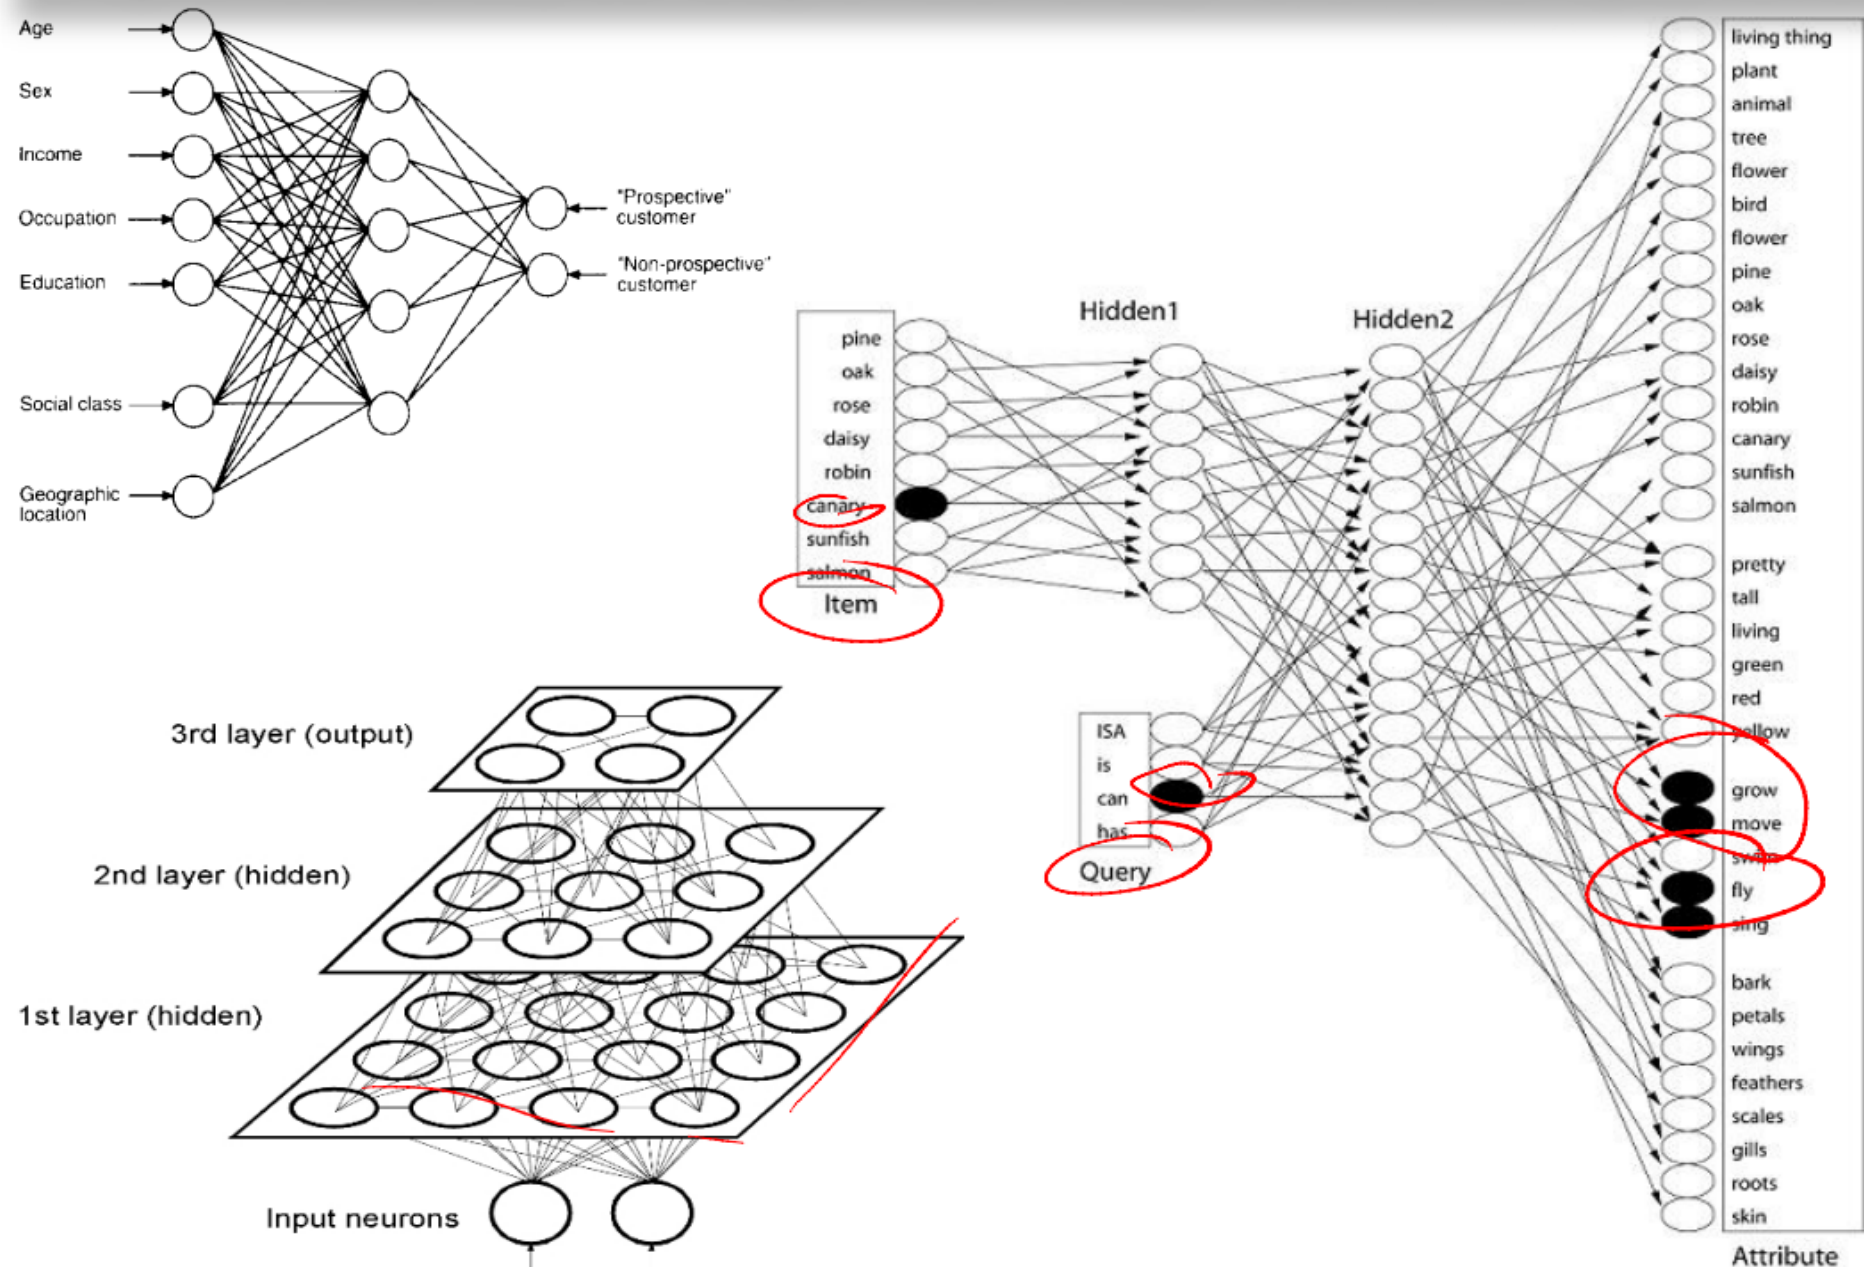 Age
Sex
Income
Occupation
Education
Social class
Geographic
location
"Prospective"
customer
"Non-prospective"
customer
3rd layer (output)
2nd layer (hidden)
1st layer (hidden)
Input neurons
pine
oak
rose
daisy
robin
canary
sunfish
salmon
Item
Hidden1
Hidden2
ISA
is
can
has
Query
living thing
plant
animal
tree
flower
bird
flower
pine
oak
rose
daisy
robin
canary
sunfish
salmon
pretty
tall
living
green
red
yellow
grow
move
swim
fly
sing
bark
petals
wings
feathers
scales
gills
roots
skin
Attribute